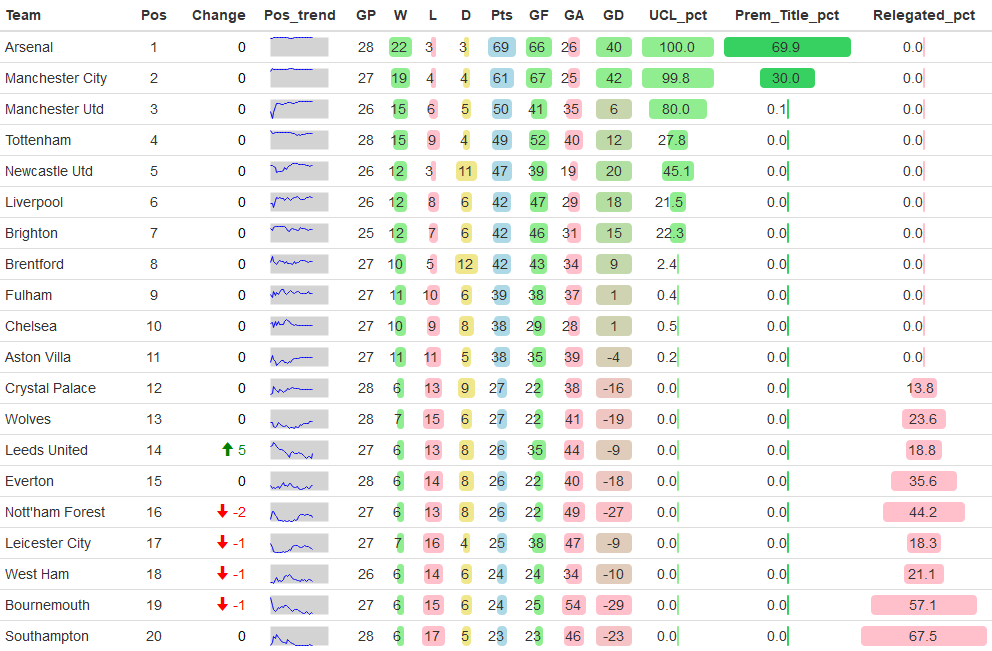 Team Pos Change Pos_trend GP W L D Pts GF GA GD UCL_pct Prem_Title_pct Relegated_pct
Arsenal 1 0 28 22 3 3 69 66 26 40 100.0 69.9 0.0
Manchester City 2 0 27 19 4 4 61 67 25 42 99.8 30.0 0.0
Manchester Utd 3 0 26 15 6 5 50 41 35 6 80.0 0.1 0.0
Tottenham 4 0 28 15 9 4 49 52 40 12 27.8 0.0 0.0
Newcastle Utd 5 0 26 12 3 11 47 39 19 20 45.1 0.0 0.0
Liverpool 6 0 26 12 8 6 42 47 29 18 21.5 0.0 0.0
Brighton 7 0 25 12 7 6 42 46 31 15 22.3 0.0 0.0
Brentford 8 0 27 10 5 12 42 43 34 9 2.4 0.0 0.0
Fulham 9 0 27 11 10 6 39 38 37 1 0.4 0.0 0.0
Chelsea 10 0 27 10 9 8 38 29 28 1 0.5 0.0 0.0
Aston Villa 11 0 27 11 11 5 38 35 39 -4 0.2 0.0 0.0
Crystal Palace 12 0 28 6 13 9 27 22 38 -16 0.0 0.0 13.8
Wolves 13 0 28 7 15 6 27 22 41 -19 0.0 0.0 23.6
Leeds United 14 5 27 6 13 8 26 35 44 -9 0.0 0.0 18.8
Everton 15 0 28 6 14 8 26 22 40 -18 0.0 0.0 35.6
Nott'ham Forest 16 -2 27 6 13 8 26 22 49 -27 0.0 0.0 44.2
Leicester City 17 -1 27 7 16 4 25 38 47 -9 0.0 0.0 18.3
West Ham 18 -1 26 6 14 6 24 24 34 -10 0.0 0.0 21.1
Bournemouth 19 -1 27 6 15 6 24 25 54 -29 0.0 0.0 57.1
Southampton 20 0 28 6 17 5 23 23 46 -23 0.0 0.0 67.5